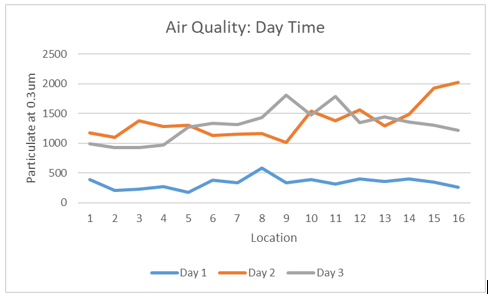 Air Quality: Day Time
Particulate at 0.3um
2500
2000
1500
1000
500
0
1 2 3 4 5 6 7 8 9 10 11 12 13 14 15 16
Location
Day 1 Day 2 Day 3